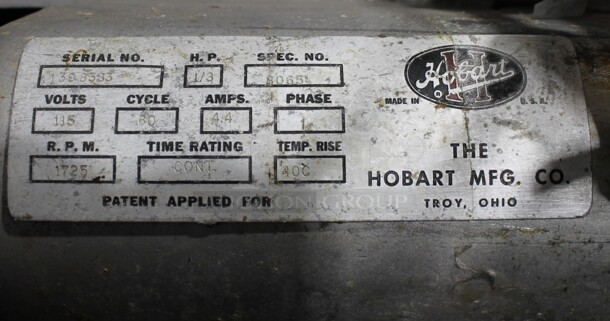 SERIAL NO. H.P. SPEC. NO.
1/3
VOLTS CYCLE AMPS. PHASE
115 60 4.4 1
R.P.M. TIME RATING TEMP. RISE
1725 CONT. 40C
PATENT APPLIED FOR
Hobart
MADE IN U.S.A.
THE
HOBART MFG. CO.
TROY, OHIO